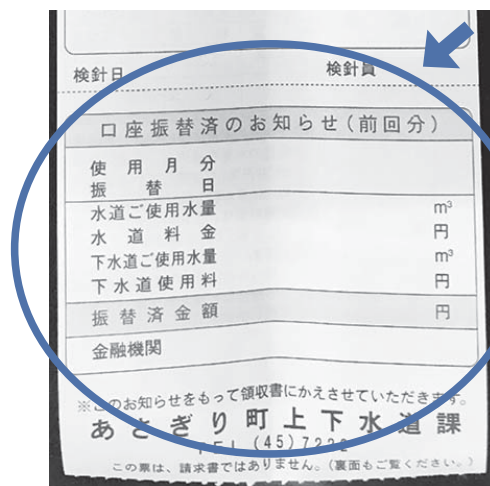 検針日 検針員
口座振替済のお知らせ(前回分)
使用月分
振替日
水道ご使用水量 m³
水道料金 円
下水道ご使用水量 m³
下水道使用料 円
振替済金額 円
金融機関
※このお知らせをもって領収書にかえさせていただきます。
あさぎり町上下水道課
TEL (45)7222
この票は、請求書ではありません。(裏面もご覧ください。)